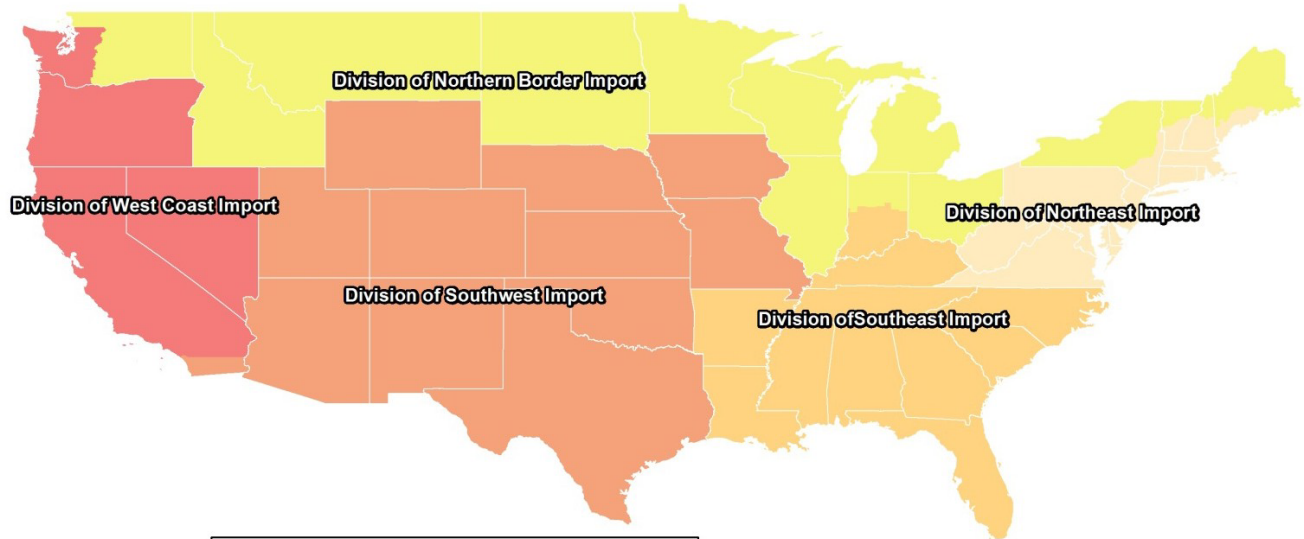 Division of Northern Border Import
Division of West Coast Import
Division of Northeast Import
Division of Southwest Import
Division ofSoutheast Import